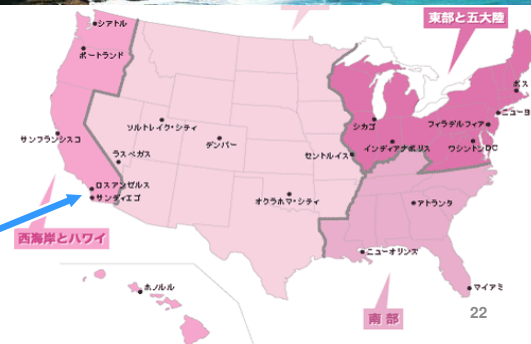 東部と五大陸
シアトル
ポートランド
ボス
ニューヨ
シカゴ
フィラデルフィア
サンフランシスコ
ソルトレイク・シティ
デンバー
インディアナポリス
ワシントンDC
ラスベガス
セントルイス
ロスアンゼルス
サンディエゴ
オクラホマ・シティ
アトランタ
西海岸とハワイ
ニューオリンズ
ホノルル
マイアミ
南部
22